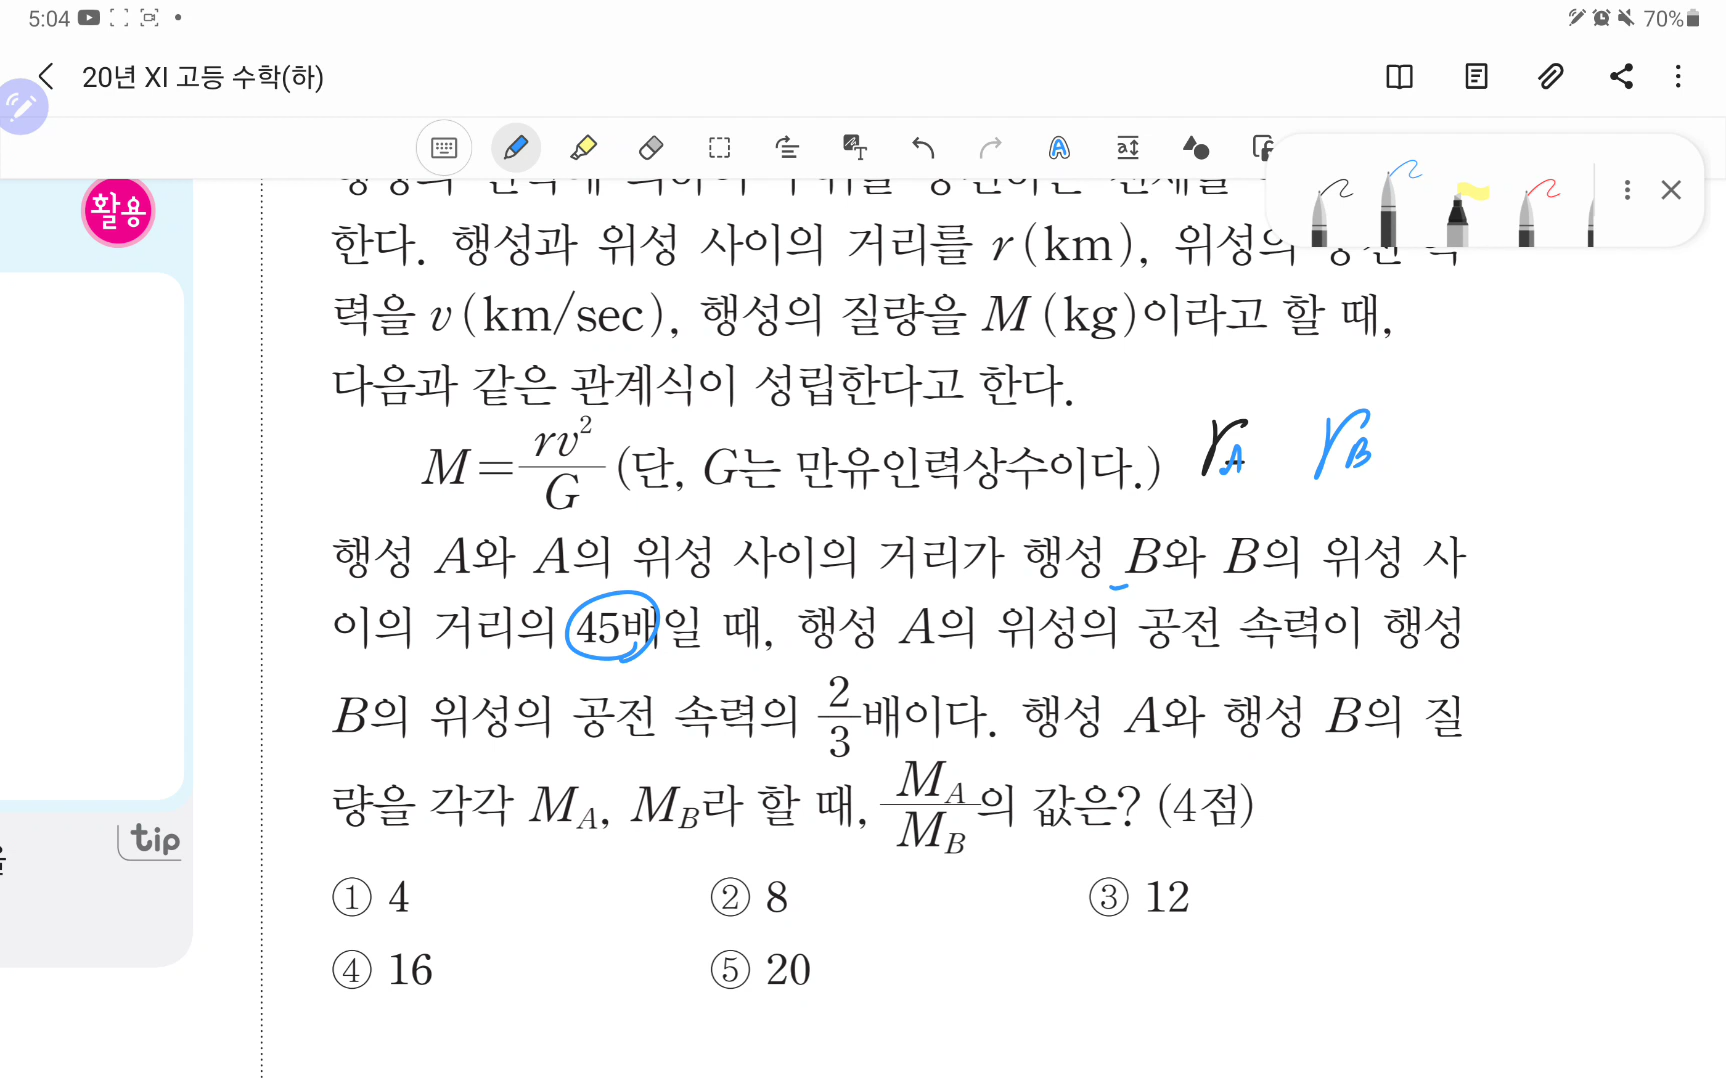 5:04
70%
20년 XI 고등 수학(하)
활용
한다. 행성과 위성 사이의 거리를 r(km), 위성의 공전 속
력을 v(km/sec), 행성의 질량을 M(kg)이라고 할 때,
다음과 같은 관계식이 성립한다고 한다.
M=rv²/G (단, G는 만유인력상수이다.) r_A r_B
행성 A와 A의 위성 사이의 거리가 행성 B와 B의 위성 사
이의 거리의 45배일 때, 행성 A의 위성의 공전 속력이 행성
B의 위성의 공전 속력의 2/3배이다. 행성 A와 행성 B의 질
량을 각각 M_A, M_B라 할 때, M_A/M_B의 값은? (4점)
tip
① 4 ② 8 ③ 12
④ 16 ⑤ 20